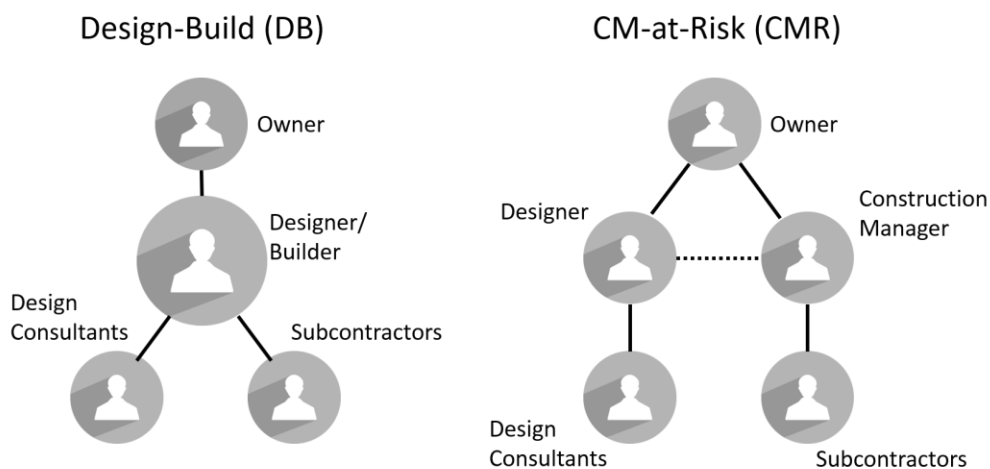 Design-Build (DB)
Owner
Designer/
Builder
Design
Consultants
Subcontractors
CM-at-Risk (CMR)
Owner
Designer
Construction
Manager
Design
Consultants
Subcontractors